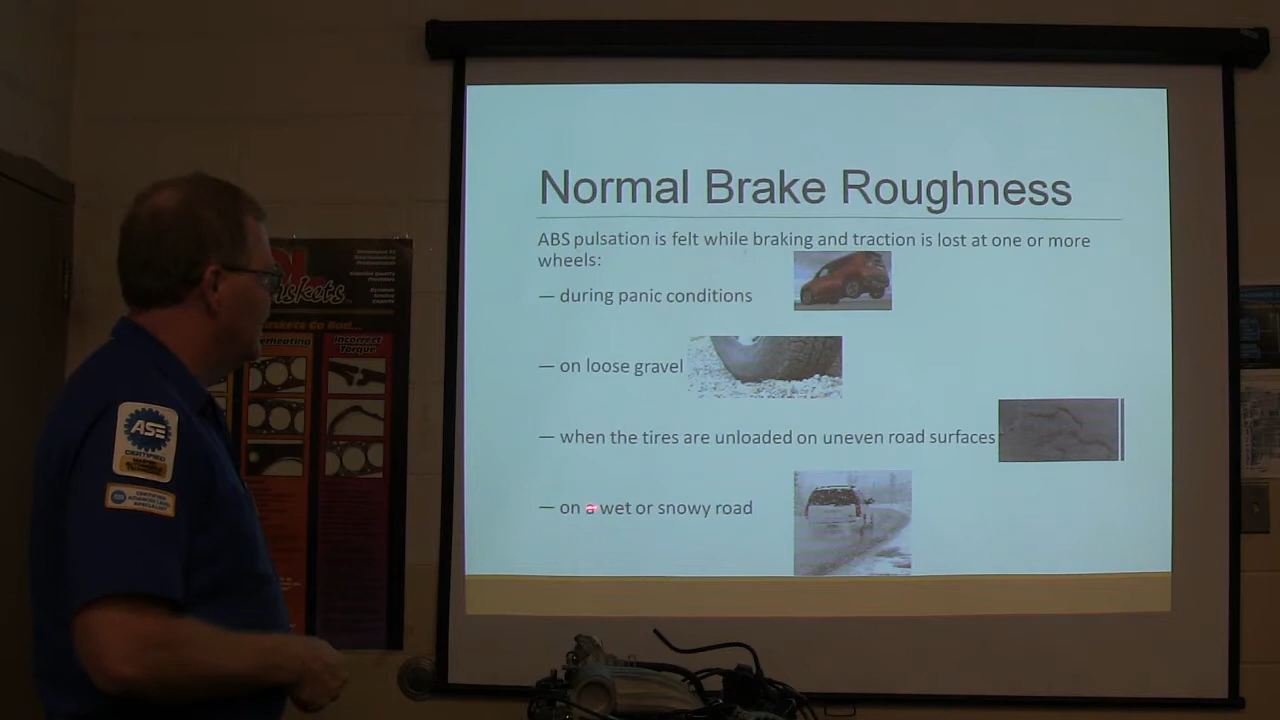 Normal Brake Roughness
ABS pulsation is felt while braking and traction is lost at one or more
wheels:
— during panic conditions
— on loose gravel
— when the tires are unloaded on uneven road surfaces
— on a wet or snowy road
Incorrect
Torque
ASE
CERTIFIED